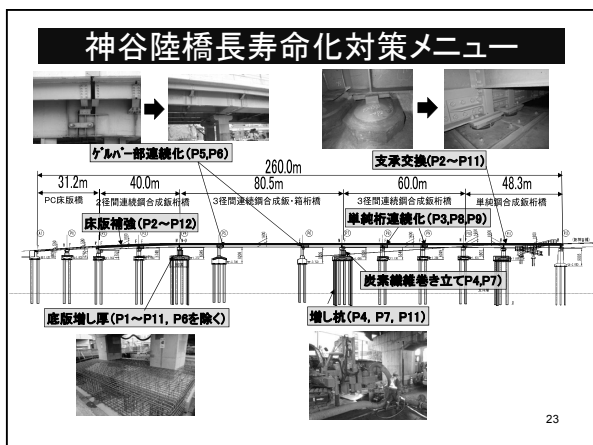 神谷陸橋長寿命化対策メニュー
ｹﾞﾙﾊﾞｰ部連続化(P5,P6)
支承交換(P2～P11)
260.0m
31.2m
40.0m
80.5m
60.0m
48.3m
PC床版橋
2径間連続鋼合成鈑桁橋
3径間連続鋼合成鈑・箱桁橋
3径間連続鋼合成鈑桁橋
単純鋼合成鈑桁橋
床版補強(P2～P12)
単純桁連続化(P3,P8,P9)
炭素繊維巻き立てP4,P7)
底版増し厚(P1～P11, P6を除く)
増し杭(P4, P7, P11)
23